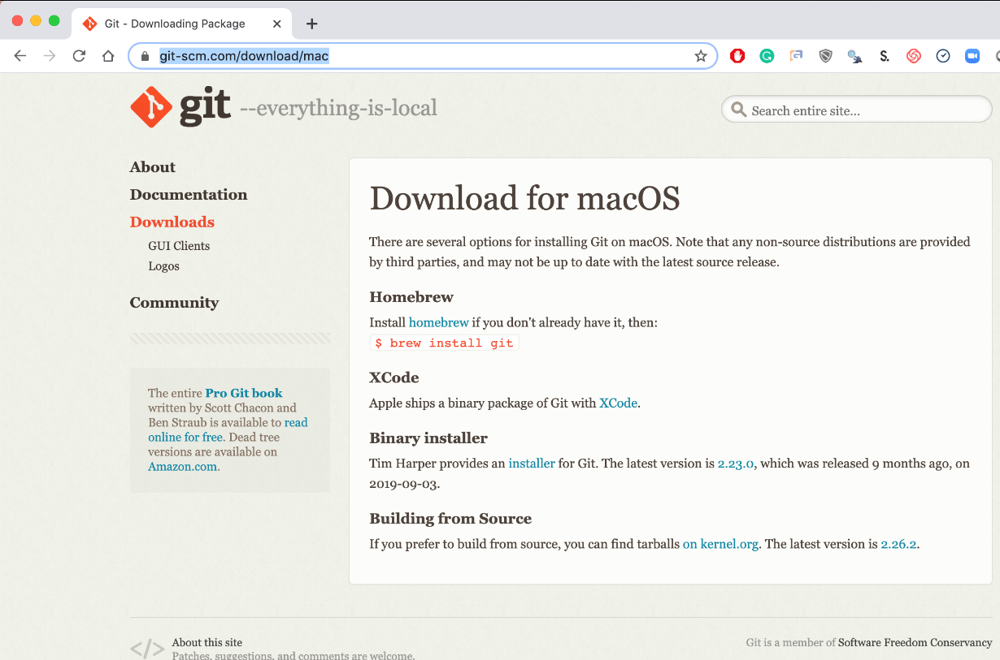 Git - Downloading Package
git-scm.com/download/mac
git --everything-is-local
Search entire site...
About
Documentation
Downloads
GUI Clients
Logos
Community
The entire Pro Git book
written by Scott Chacon and
Ben Straub is available to read
online for free. Dead tree
versions are available on
Amazon.com.
Download for macOS
There are several options for installing Git on macOS. Note that any non-source distributions are provided
by third parties, and may not be up to date with the latest source release.
Homebrew
Install homebrew if you don't already have it, then:
$ brew install git
XCode
Apple ships a binary package of Git with XCode.
Binary installer
Tim Harper provides an installer for Git. The latest version is 2.23.0, which was released 9 months ago, on
2019-09-03.
Building from Source
If you prefer to build from source, you can find tarballs on kernel.org. The latest version is 2.26.2.
</> About this site
Patches, suggestions, and comments are welcome.
Git is a member of Software Freedom Conservancy